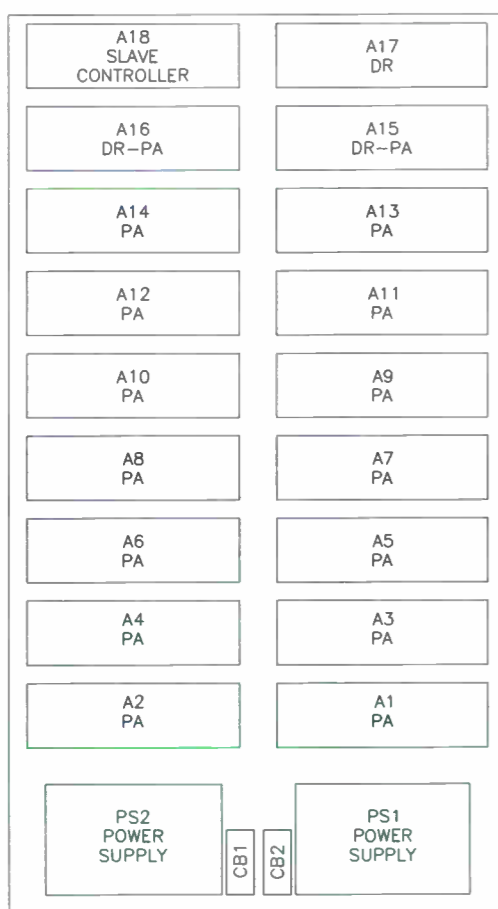 A18
SLAVE
CONTROLLER
A17
DR
A16
DR-PA
A15
DR~PA
A14
PA
A13
PA
A12
PA
A11
PA
A10
PA
A9
PA
A8
PA
A7
PA
A6
PA
A5
PA
A4
PA
A3
PA
A2
PA
A1
PA
PS2
POWER
SUPPLY
CB1
CB2
PS1
POWER
SUPPLY